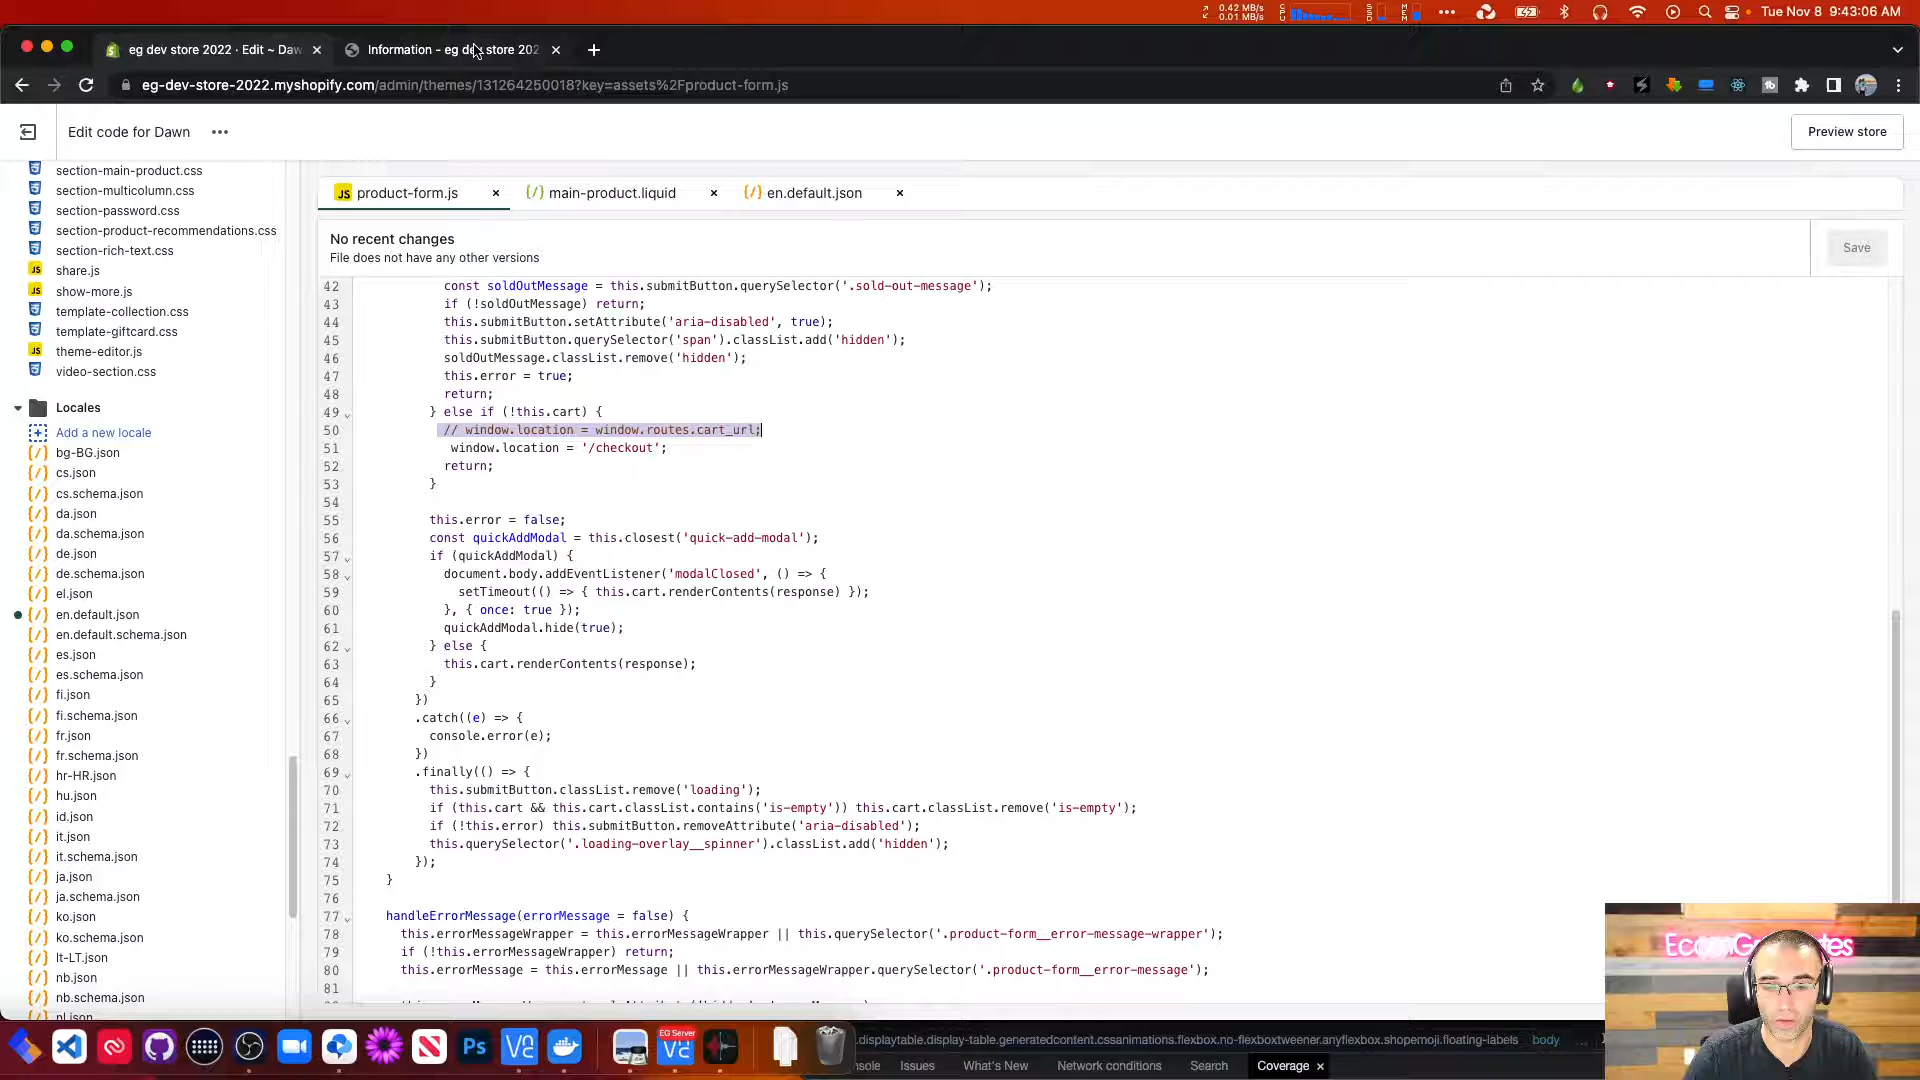 0.42 MB/s
0.01 MB/s
Tue Nov 8 9:43:06 AM
eg dev store 2022 · Edit ~ Daw
Information - eg dev store 202
eg-dev-store-2022.myshopify.com/admin/themes/131264250018?key=assets%2Fproduct-form.js
Edit code for Dawn
Preview store
section-main-product.css
section-multicolumn.css
section-password.css
section-product-recommendations.css
section-rich-text.css
JS share.js
JS show-more.js
template-collection.css
template-giftcard.css
JS theme-editor.js
video-section.css
Locales
Add a new locale
{/} bg-BG.json
{/} cs.json
{/} cs.schema.json
{/} da.json
{/} da.schema.json
{/} de.json
{/} de.schema.json
{/} el.json
{/} en.default.json
{/} en.default.schema.json
{/} es.json
{/} es.schema.json
{/} fi.json
{/} fi.schema.json
{/} fr.json
{/} fr.schema.json
{/} hr-HR.json
{/} hu.json
{/} id.json
{/} it.json
{/} it.schema.json
{/} ja.json
{/} ja.schema.json
{/} ko.json
{/} ko.schema.json
{/} lt-LT.json
{/} nb.json
{/} nb.schema.json
nl.json
JS product-form.js × {/} main-product.liquid × {/} en.default.json ×
No recent changes
File does not have any other versions
Save
42 const soldOutMessage = this.submitButton.querySelector('.sold-out-message');
43 if (!soldOutMessage) return;
44 this.submitButton.setAttribute('aria-disabled', true);
45 this.submitButton.querySelector('span').classList.add('hidden');
46 soldOutMessage.classList.remove('hidden');
47 this.error = true;
48 return;
49 } else if (!this.cart) {
50 // window.location = window.routes.cart_url;
51 window.location = '/checkout';
52 return;
53 }
54
55 this.error = false;
56 const quickAddModal = this.closest('quick-add-modal');
57 if (quickAddModal) {
58 document.body.addEventListener('modalClosed', () => {
59 setTimeout(() => { this.cart.renderContents(response) });
60 }, { once: true });
61 quickAddModal.hide(true);
62 } else {
63 this.cart.renderContents(response);
64 }
65 })
66 .catch((e) => {
67 console.error(e);
68 })
69 .finally(() => {
70 this.submitButton.classList.remove('loading');
71 if (this.cart && this.cart.classList.contains('is-empty')) this.cart.classList.remove('is-empty');
72 if (!this.error) this.submitButton.removeAttribute('aria-disabled');
73 this.querySelector('.loading-overlay__spinner').classList.add('hidden');
74 });
75 }
76
77 handleErrorMessage(errorMessage = false) {
78 this.errorMessageWrapper = this.errorMessageWrapper || this.querySelector('.product-form__error-message-wrapper');
79 if (!this.errorMessageWrapper) return;
80 this.errorMessage = this.errorMessage || this.errorMessageWrapper.querySelector('.product-form__error-message');
81
EG Server
Ps
.displaytable.display-table.generatedcontent.cssanimations.flexbox.no-flexboxtweener.anyflexbox.shopemoji.floating-labels body ...
nsole Issues What's New Network conditions Search Coverage ×